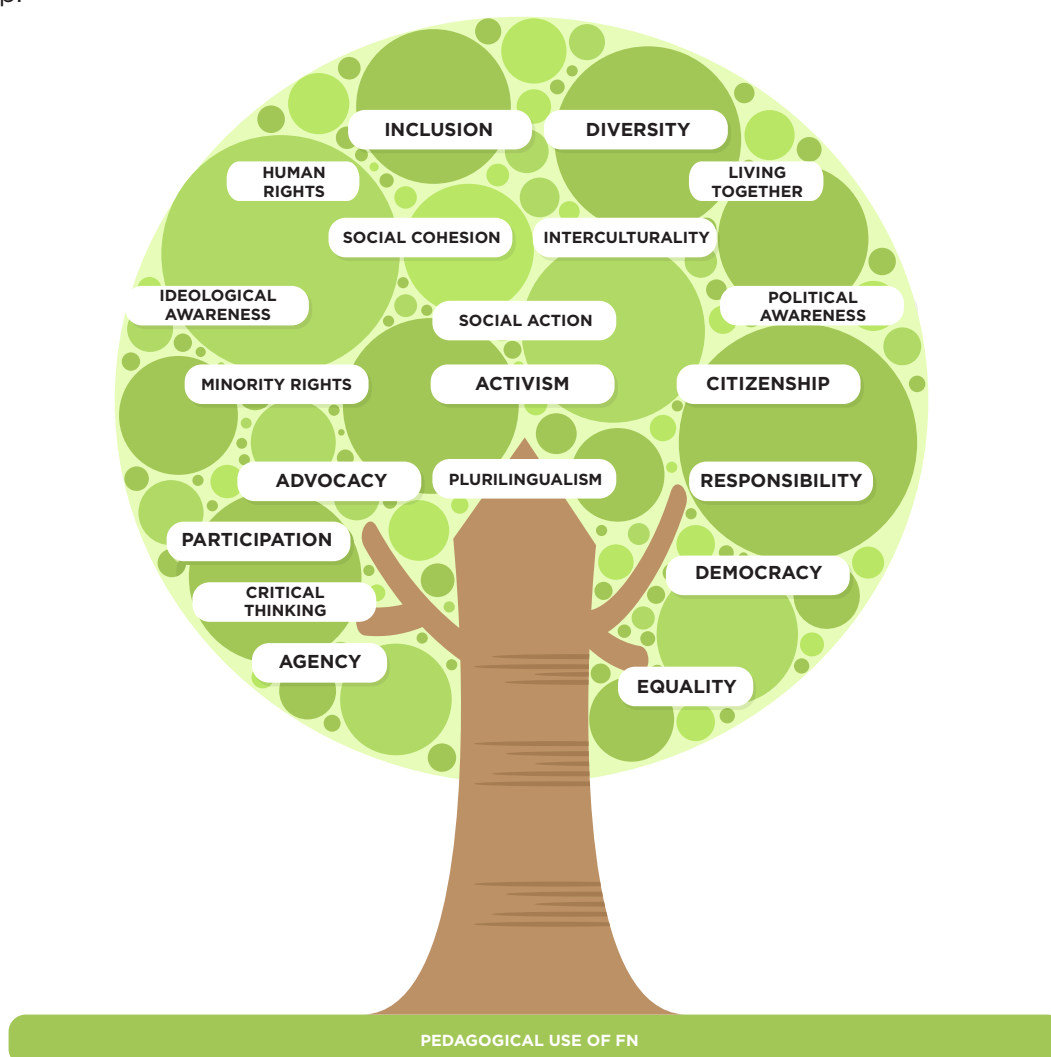 p.
INCLUSION
DIVERSITY
HUMAN
RIGHTS
LIVING
TOGETHER
SOCIAL COHESION
INTERCULTURALITY
IDEOLOGICAL
AWARENESS
POLITICAL
AWARENESS
SOCIAL ACTION
MINORITY RIGHTS
ACTIVISM
CITIZENSHIP
ADVOCACY
PLURILINGUALISM
RESPONSIBILITY
PARTICIPATION
DEMOCRACY
CRITICAL
THINKING
AGENCY
EQUALITY
PEDAGOGICAL USE OF FN